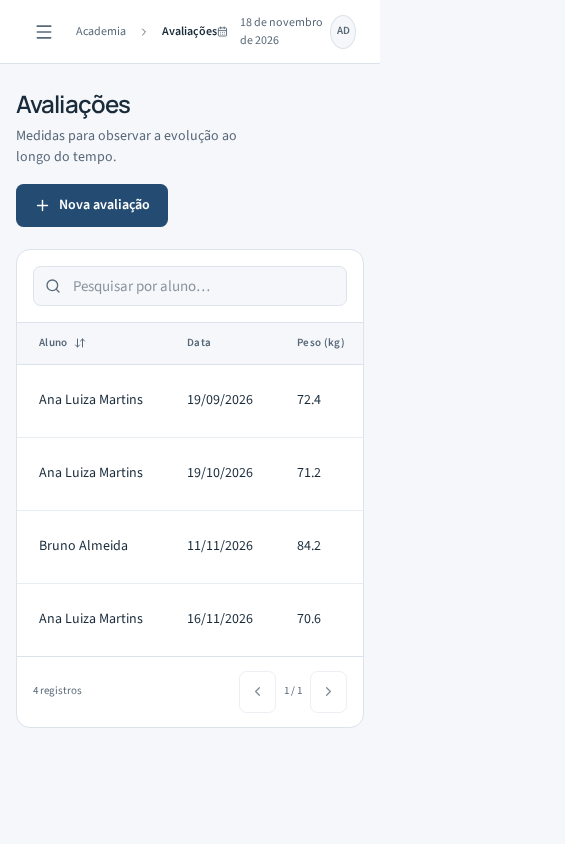 Academia
Avaliações
18 de novembro
de 2026
AD
Avaliações
Medidas para observar a evolução ao
longo do tempo.
Nova avaliação
Pesquisar por aluno…
Aluno Data Peso (kg)
Ana Luiza Martins 19/09/2026 72.4
Ana Luiza Martins 19/10/2026 71.2
Bruno Almeida 11/11/2026 84.2
Ana Luiza Martins 16/11/2026 70.6
4 registros
1 / 1